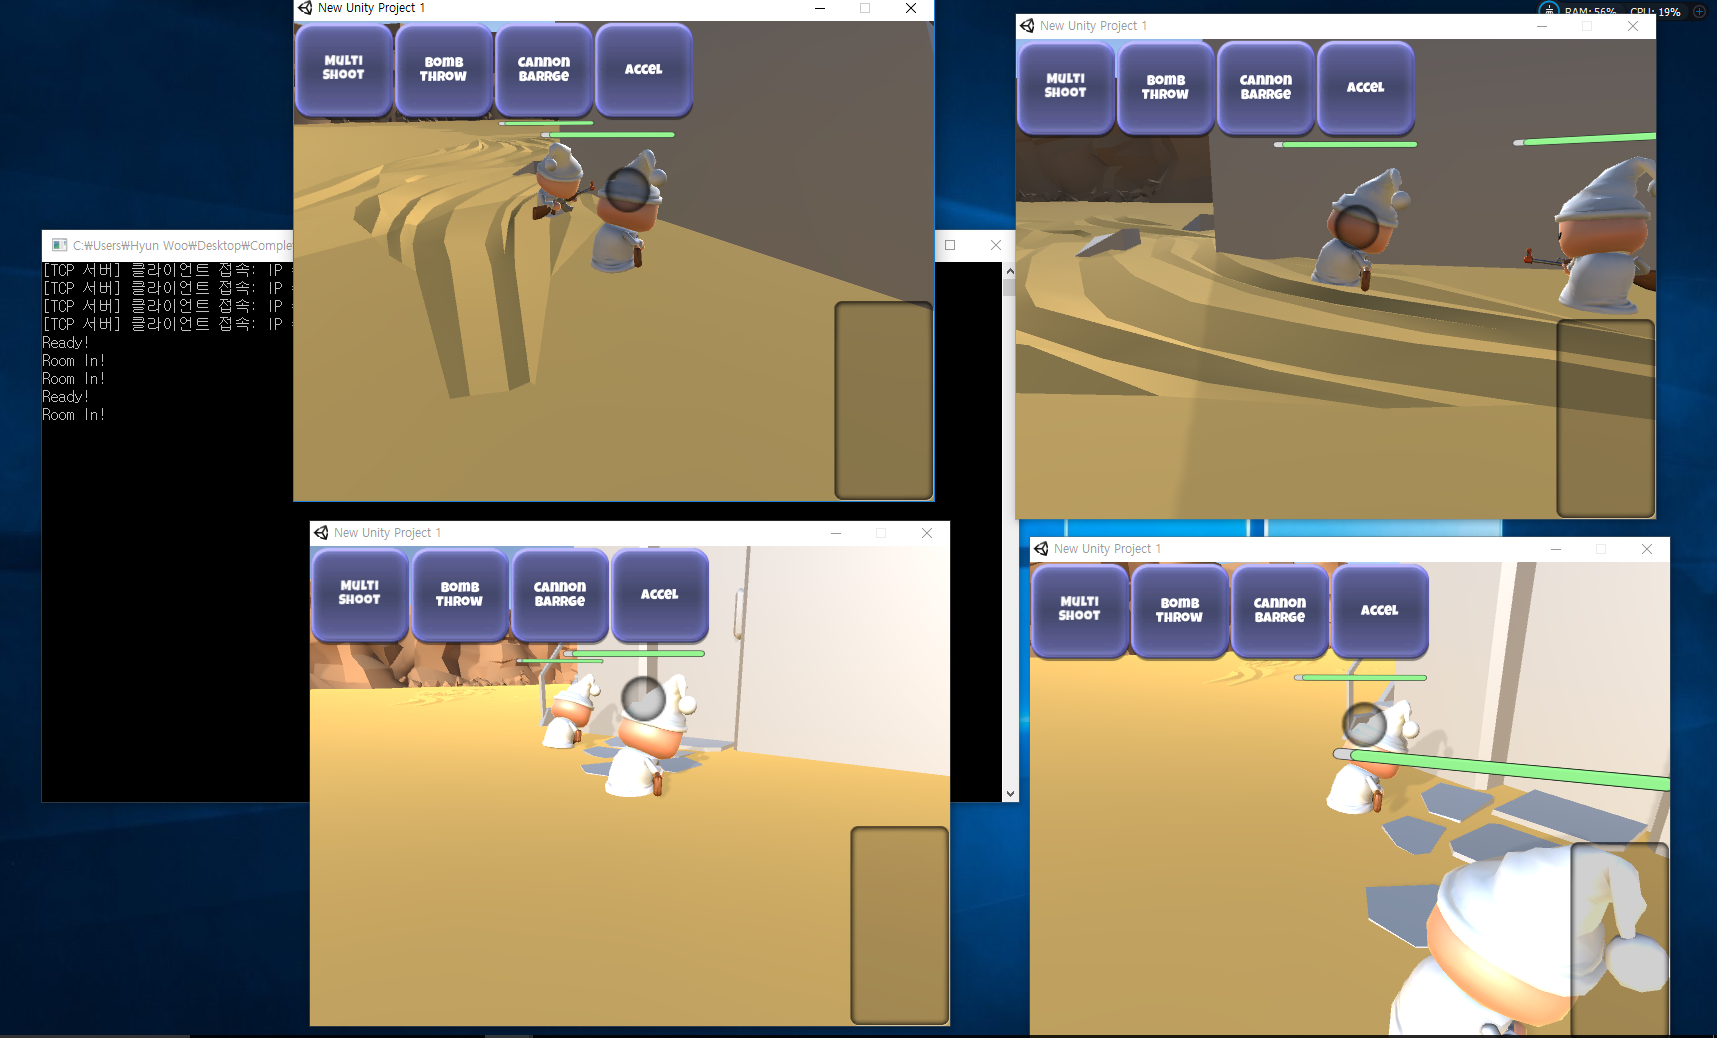 New Unity Project 1
MULTI
SHOOT
BOMB
THROW
CANNON
BARRGE
ACCEL
RAM: 56% CPU: 19%
New Unity Project 1
MULTI
SHOOT
BOMB
THROW
CANNON
BARRGE
ACCEL
C:₩Users₩Hyun Woo₩Desktop₩Comple
[TCP 서버] 클라이언트 접속: IP
[TCP 서버] 클라이언트 접속: IP
[TCP 서버] 클라이언트 접속: IP
[TCP 서버] 클라이언트 접속: IP
Ready!
Room In!
Room In!
Ready!
Room In!
New Unity Project 1
MULTI
SHOOT
BOMB
THROW
CANNON
BARRGE
ACCEL
New Unity Project 1
MULTI
SHOOT
BOMB
THROW
CANNON
BARRGE
ACCEL